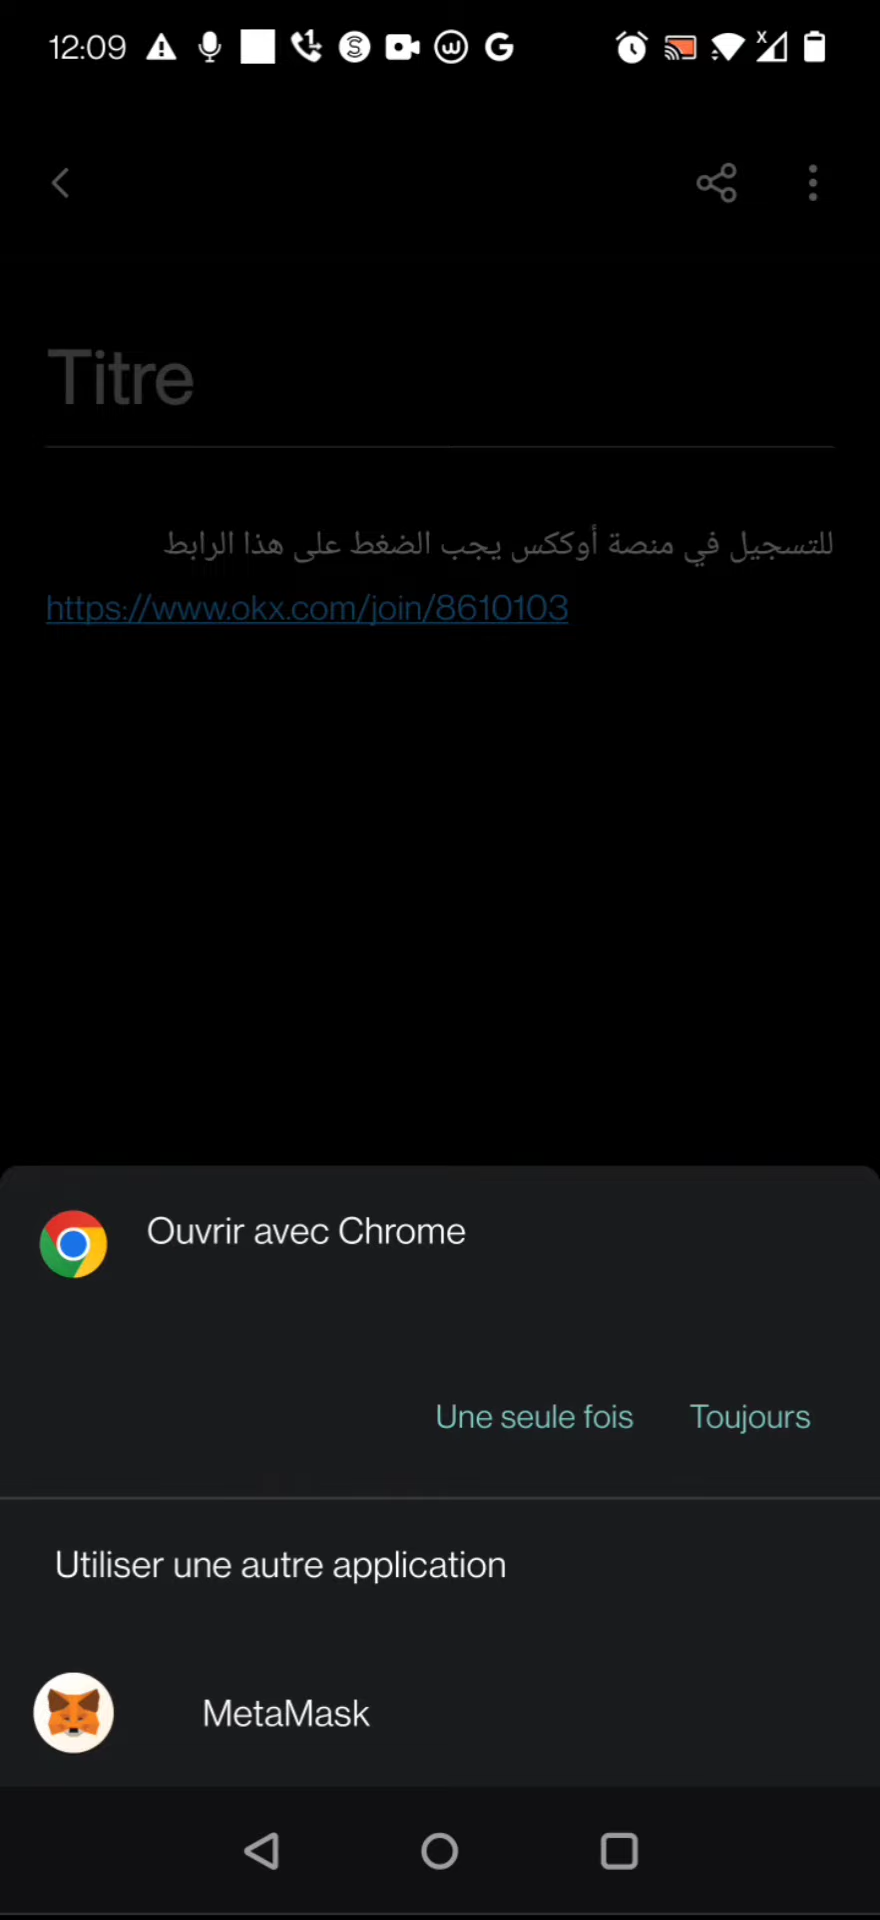 12:09
Titre
للتسجيل في منصة أوككس يجب الضغط على هذا الرابط
https://www.okx.com/join/8610103
Ouvrir avec Chrome
Une seule fois Toujours
Utiliser une autre application
MetaMask